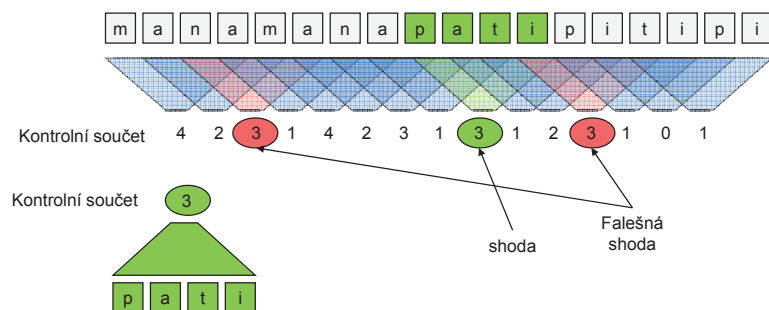 m a n a m a n a p a t i p i t i p i
Kontrolní součet 4 2 3 1 4 2 3 1 3 1 2 3 1 0 1
Kontrolní součet 3
shoda
Falešná
shoda
p a t i